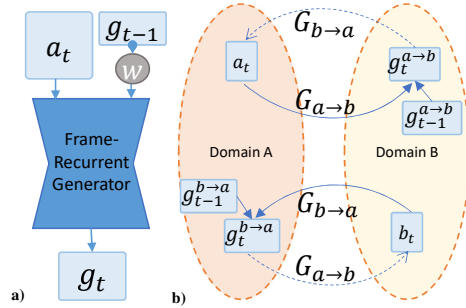 a_t
g_{t-1}
w
Frame-
Recurrent
Generator
g_t
a)
G_{b→a}
a_t
g_t^{a→b}
G_{a→b}
g_{t-1}^{a→b}
Domain A
Domain B
g_{t-1}^{b→a}
G_{b→a}
g_t^{b→a}
b_t
G_{a→b}
b)